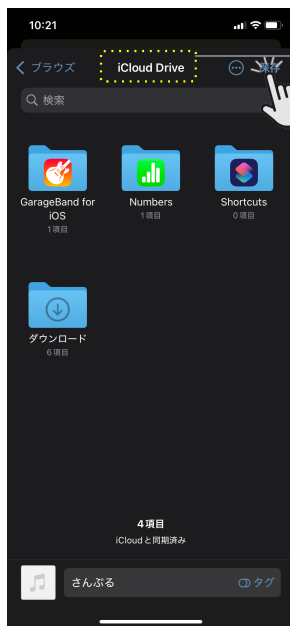 10:21
ブラウズ
iCloud Drive
保存
検索
GarageBand for
iOS
1項目
Numbers
1項目
Shortcuts
0項目
ダウンロード
6項目
4項目
iCloudと同期済み
さんぷる
タグ